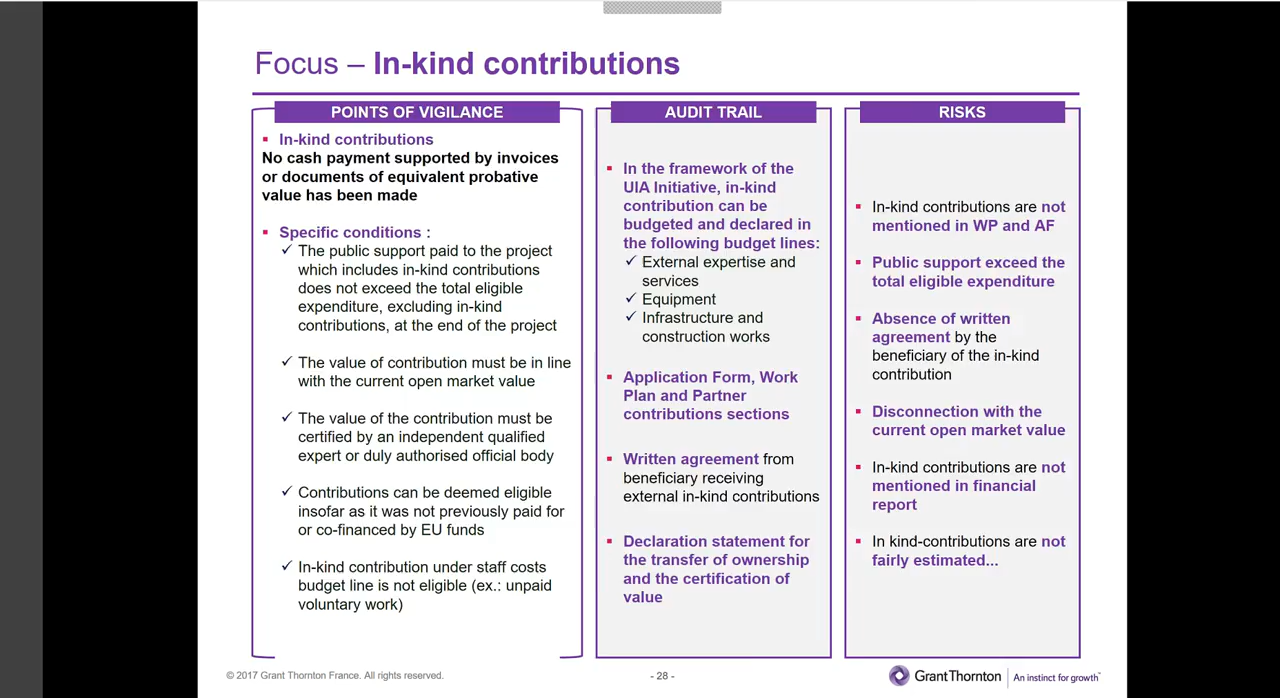 Focus – In-kind contributions
POINTS OF VIGILANCE
In-kind contributions
No cash payment supported by invoices
or documents of equivalent probative
value has been made
Specific conditions :
The public support paid to the project
which includes in-kind contributions
does not exceed the total eligible
expenditure, excluding in-kind
contributions, at the end of the project
The value of contribution must be in line
with the current open market value
The value of the contribution must be
certified by an independent qualified
expert or duly authorised official body
Contributions can be deemed eligible
insofar as it was not previously paid for
or co-financed by EU funds
In-kind contribution under staff costs
budget line is not eligible (ex.: unpaid
voluntary work)
AUDIT TRAIL
In the framework of the
UIA Initiative, in-kind
contribution can be
budgeted and declared in
the following budget lines:
External expertise and
services
Equipment
Infrastructure and
construction works
Application Form, Work
Plan and Partner
contributions sections
Written agreement from
beneficiary receiving
external in-kind contributions
Declaration statement for
the transfer of ownership
and the certification of
value
RISKS
In-kind contributions are not
mentioned in WP and AF
Public support exceed the
total eligible expenditure
Absence of written
agreement by the
beneficiary of the in-kind
contribution
Disconnection with the
current open market value
In-kind contributions are not
mentioned in financial
report
In kind-contributions are not
fairly estimated...
© 2017 Grant Thornton France. All rights reserved.
- 28 -
GrantThornton
An instinct for growth™